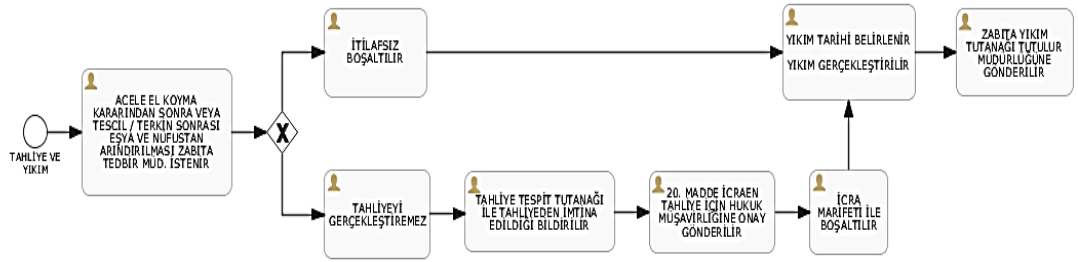 TAHLİYE VE
YIKIM
ACELE EL KOYMA
KARARINDAN SONRA VEYA
TESCİL / TERKİN SONRASI
EŞYA VE NÜFUSTAN
ARINDIRILMASI ZABITA
TEDBİR MÜD. İSTENİR
X
İTİLAFSIZ
BOŞALTILIR
YIKIM TARİHİ BELİRLENİR
YIKIM GERÇEKLEŞTİRİLİR
ZABITA YIKIM
TUTANAĞI TUTULUR
MÜDÜRLÜĞÜNE
GÖNDERİLİR
TAHLİYEYİ
GERÇEKLEŞTİREMEZ
TAHLİYE TESPİT TUTANAĞI
İLE TAHLİYEDEN İMTİNA
EDİLDİĞİ BİLDİRİLİR
20. MADDE İCRAEN
TAHLİYE İÇİN HUKUK
MÜŞAVİRLİĞİNE ONAY
GÖNDERİLİR
İCRA
MARİFETİ İLE
BOŞALTILIR